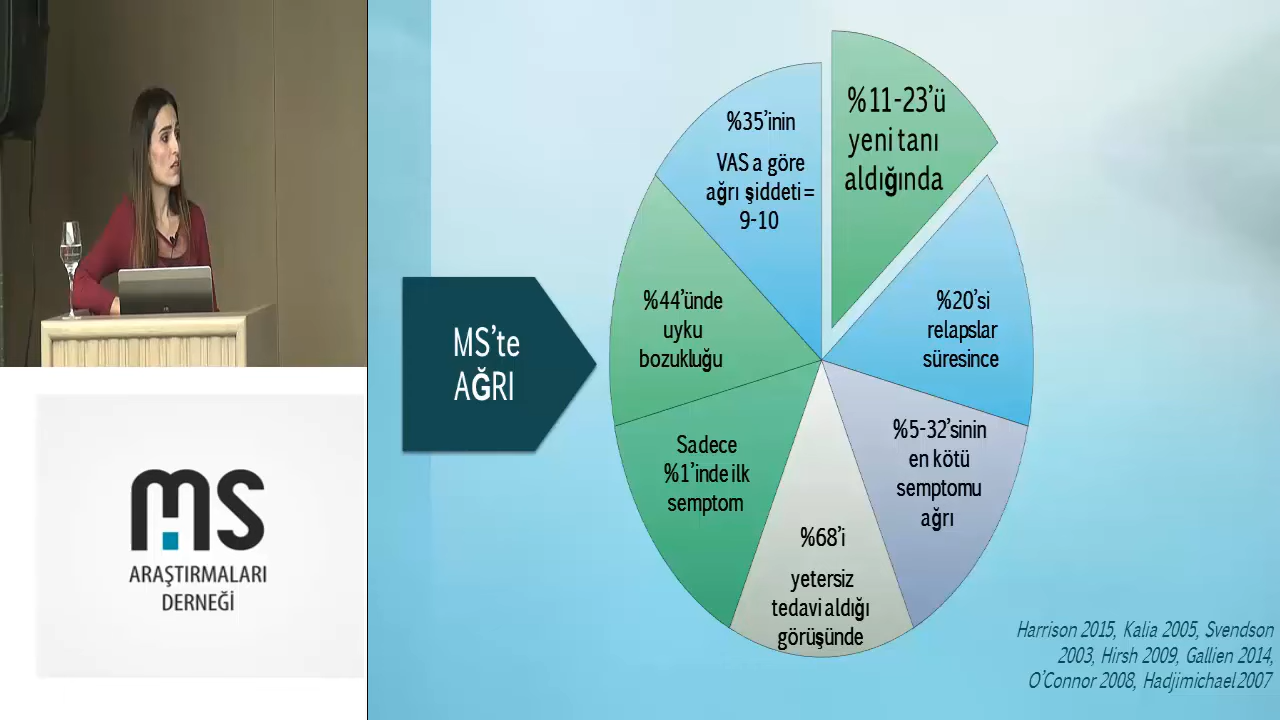 %11-23'ü
yeni tanı
aldığında
%35'inin
VAS a göre
ağrı şiddeti=
9-10
%20'si
relapslar
süresince
%44'ünde
uyku
bozukluğu
MS'te
AĞRI
%5-32'sinin
en kötü
semptomu
ağrı
Sadece
%1'inde ilk
semptom
%68'i
yetersiz
tedavi aldığı
görüşünde
MS
ARAŞTIRMALARI
DERNEĞİ
Harrison 2015, Kalia 2005, Svendson
2003, Hirsh 2009, Gallien 2014,
O'Connor 2008, Hadjimichael 2007